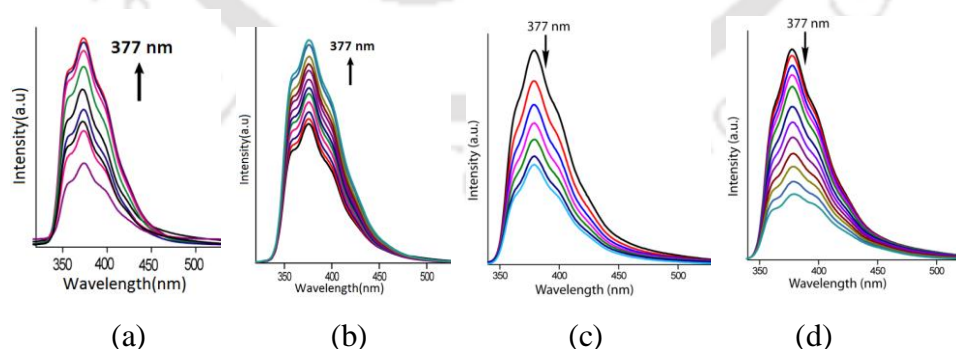 377 nm
Intensity(a.u)
350 400 450 500
Wavelength(nm)
(a)
377 nm
Intensity(a.u)
350 400 450 500
Wavelength(nm)
(b)
377 nm
Intensity (a.u.)
350 400 450 500
Wavelength (nm)
(c)
377 nm
Intensity (a.u.)
350 400 450 500
Wavelength (nm)
(d)